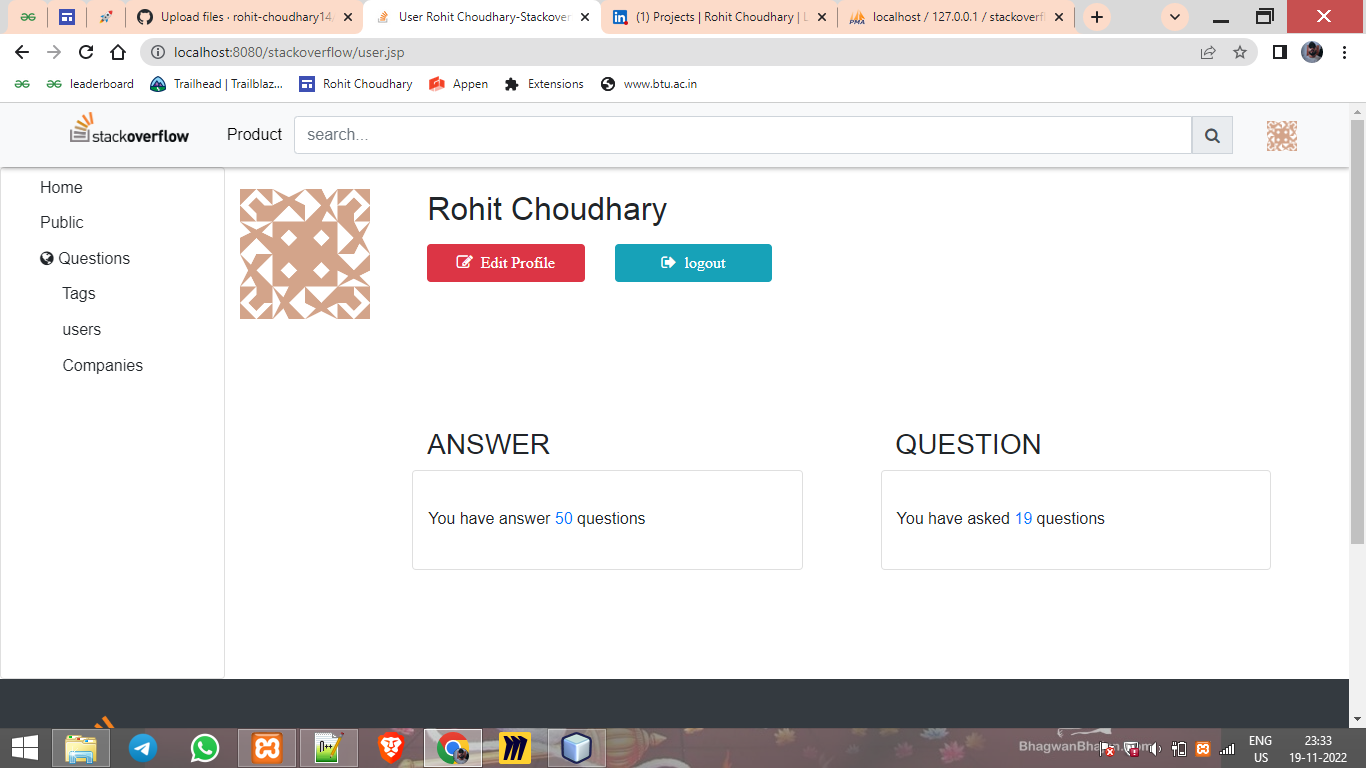 Upload files · rohit-choudhary14
User Rohit Choudhary-Stackover
(1) Projects | Rohit Choudhary | L
localhost / 127.0.0.1 / stackoverfl
localhost:8080/stackoverflow/user.jsp
leaderboard
Trailhead | Trailblaz...
Rohit Choudhary
Appen
Extensions
www.btu.ac.in
stackoverflow
Product
search...
Home
Public
Questions
Tags
users
Companies
Rohit Choudhary
Edit Profile
logout
ANSWER
QUESTION
You have answer 50 questions
You have asked 19 questions
ENG
US
23:33
19-11-2022